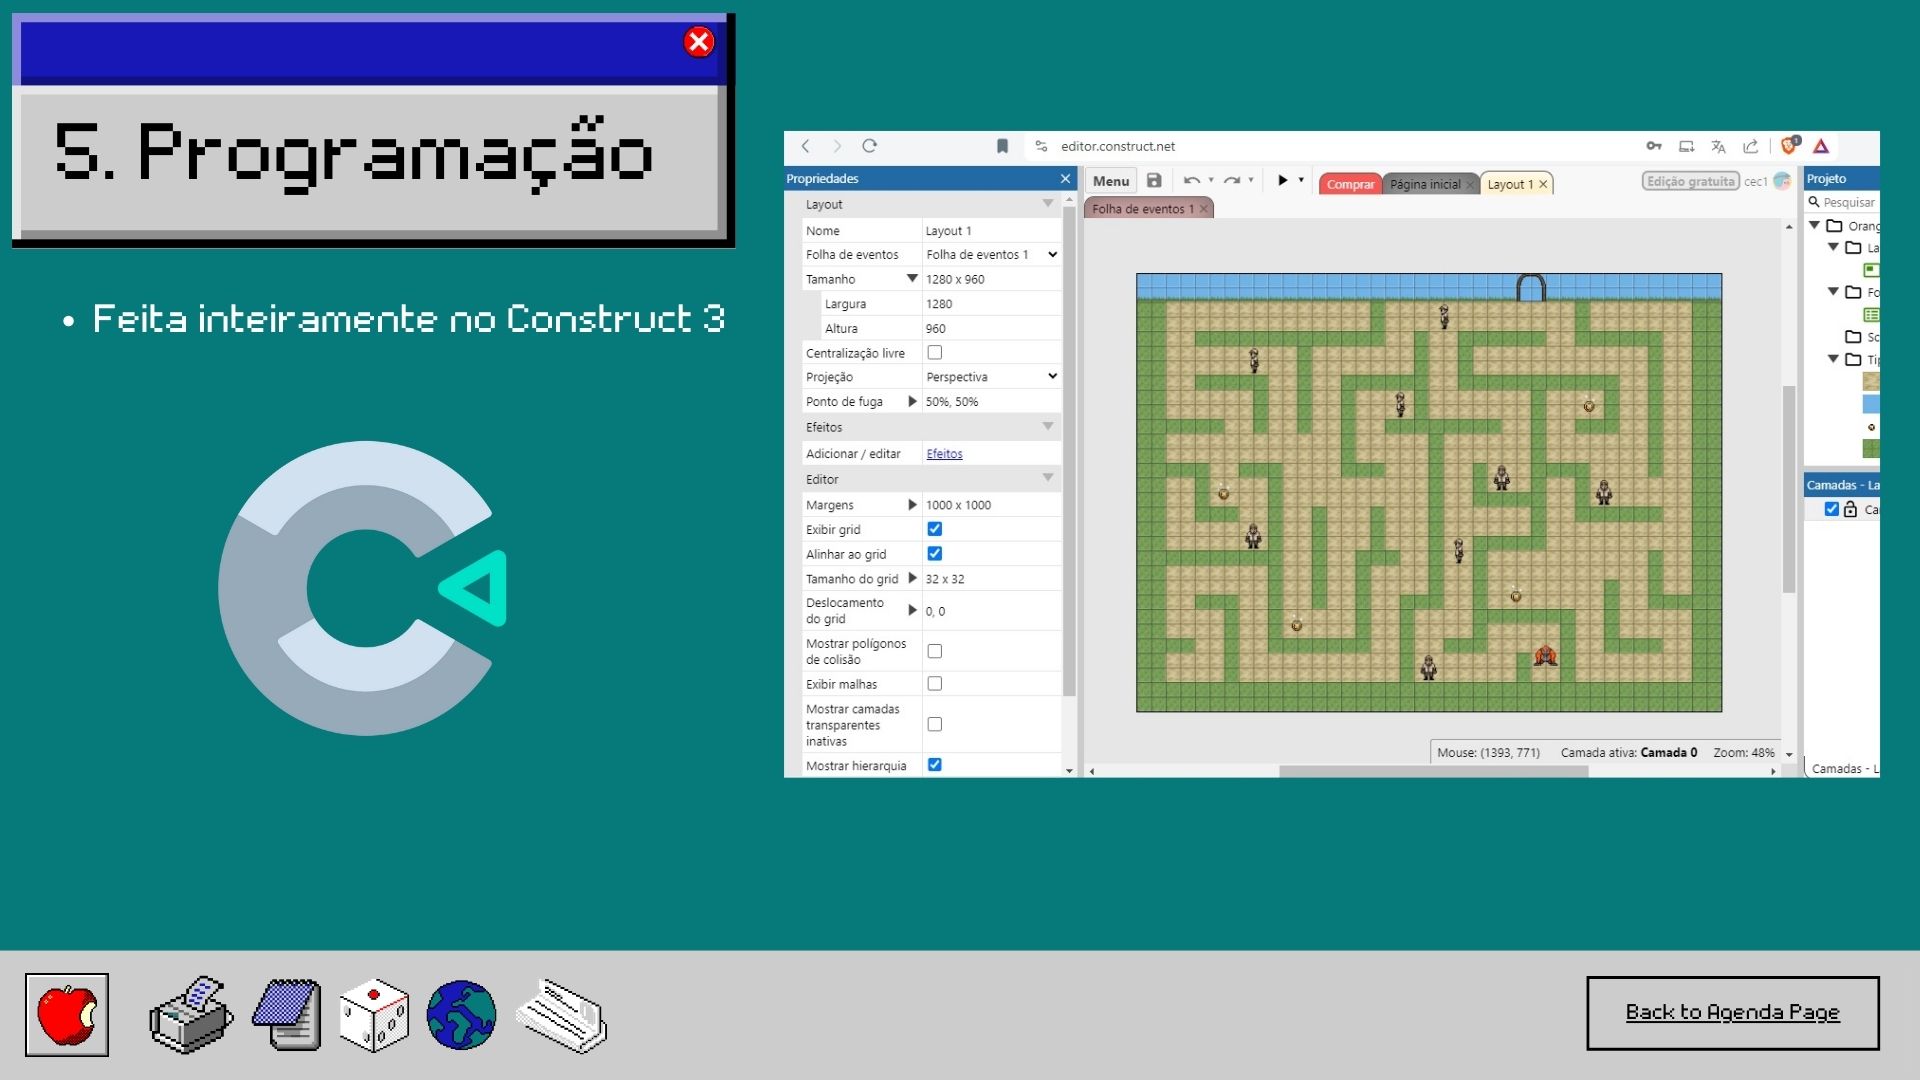 5. Programação
• Feita inteiramente no Construct 3
editor.construct.net
1
Propriedades
Layout
Nome Layout 1
Folha de eventos Folha de eventos 1
Tamanho 1280 x 960
Largura 1280
Altura 960
Centralização livre
Projeção Perspectiva
Ponto de fuga 50%, 50%
Efeitos
Adicionar / editar Efeitos
Editor
Margens 1000 x 1000
Exibir grid
Alinhar ao grid
Tamanho do grid 32 x 32
Deslocamento
do grid 0, 0
Mostrar polígonos
de colisão
Exibir malhas
Mostrar camadas
transparentes
inativas
Mostrar hierarquia
Menu
Comprar Página inicial Layout 1
Edição gratuita cec1
Folha de eventos 1
Mouse: (1393, 771) Camada ativa: Camada 0 Zoom: 48%
Projeto
Pesquisar
Orang
La
Fo
Sc
Tip
Camadas - La
Ca
Camadas - L
Back to Agenda Page